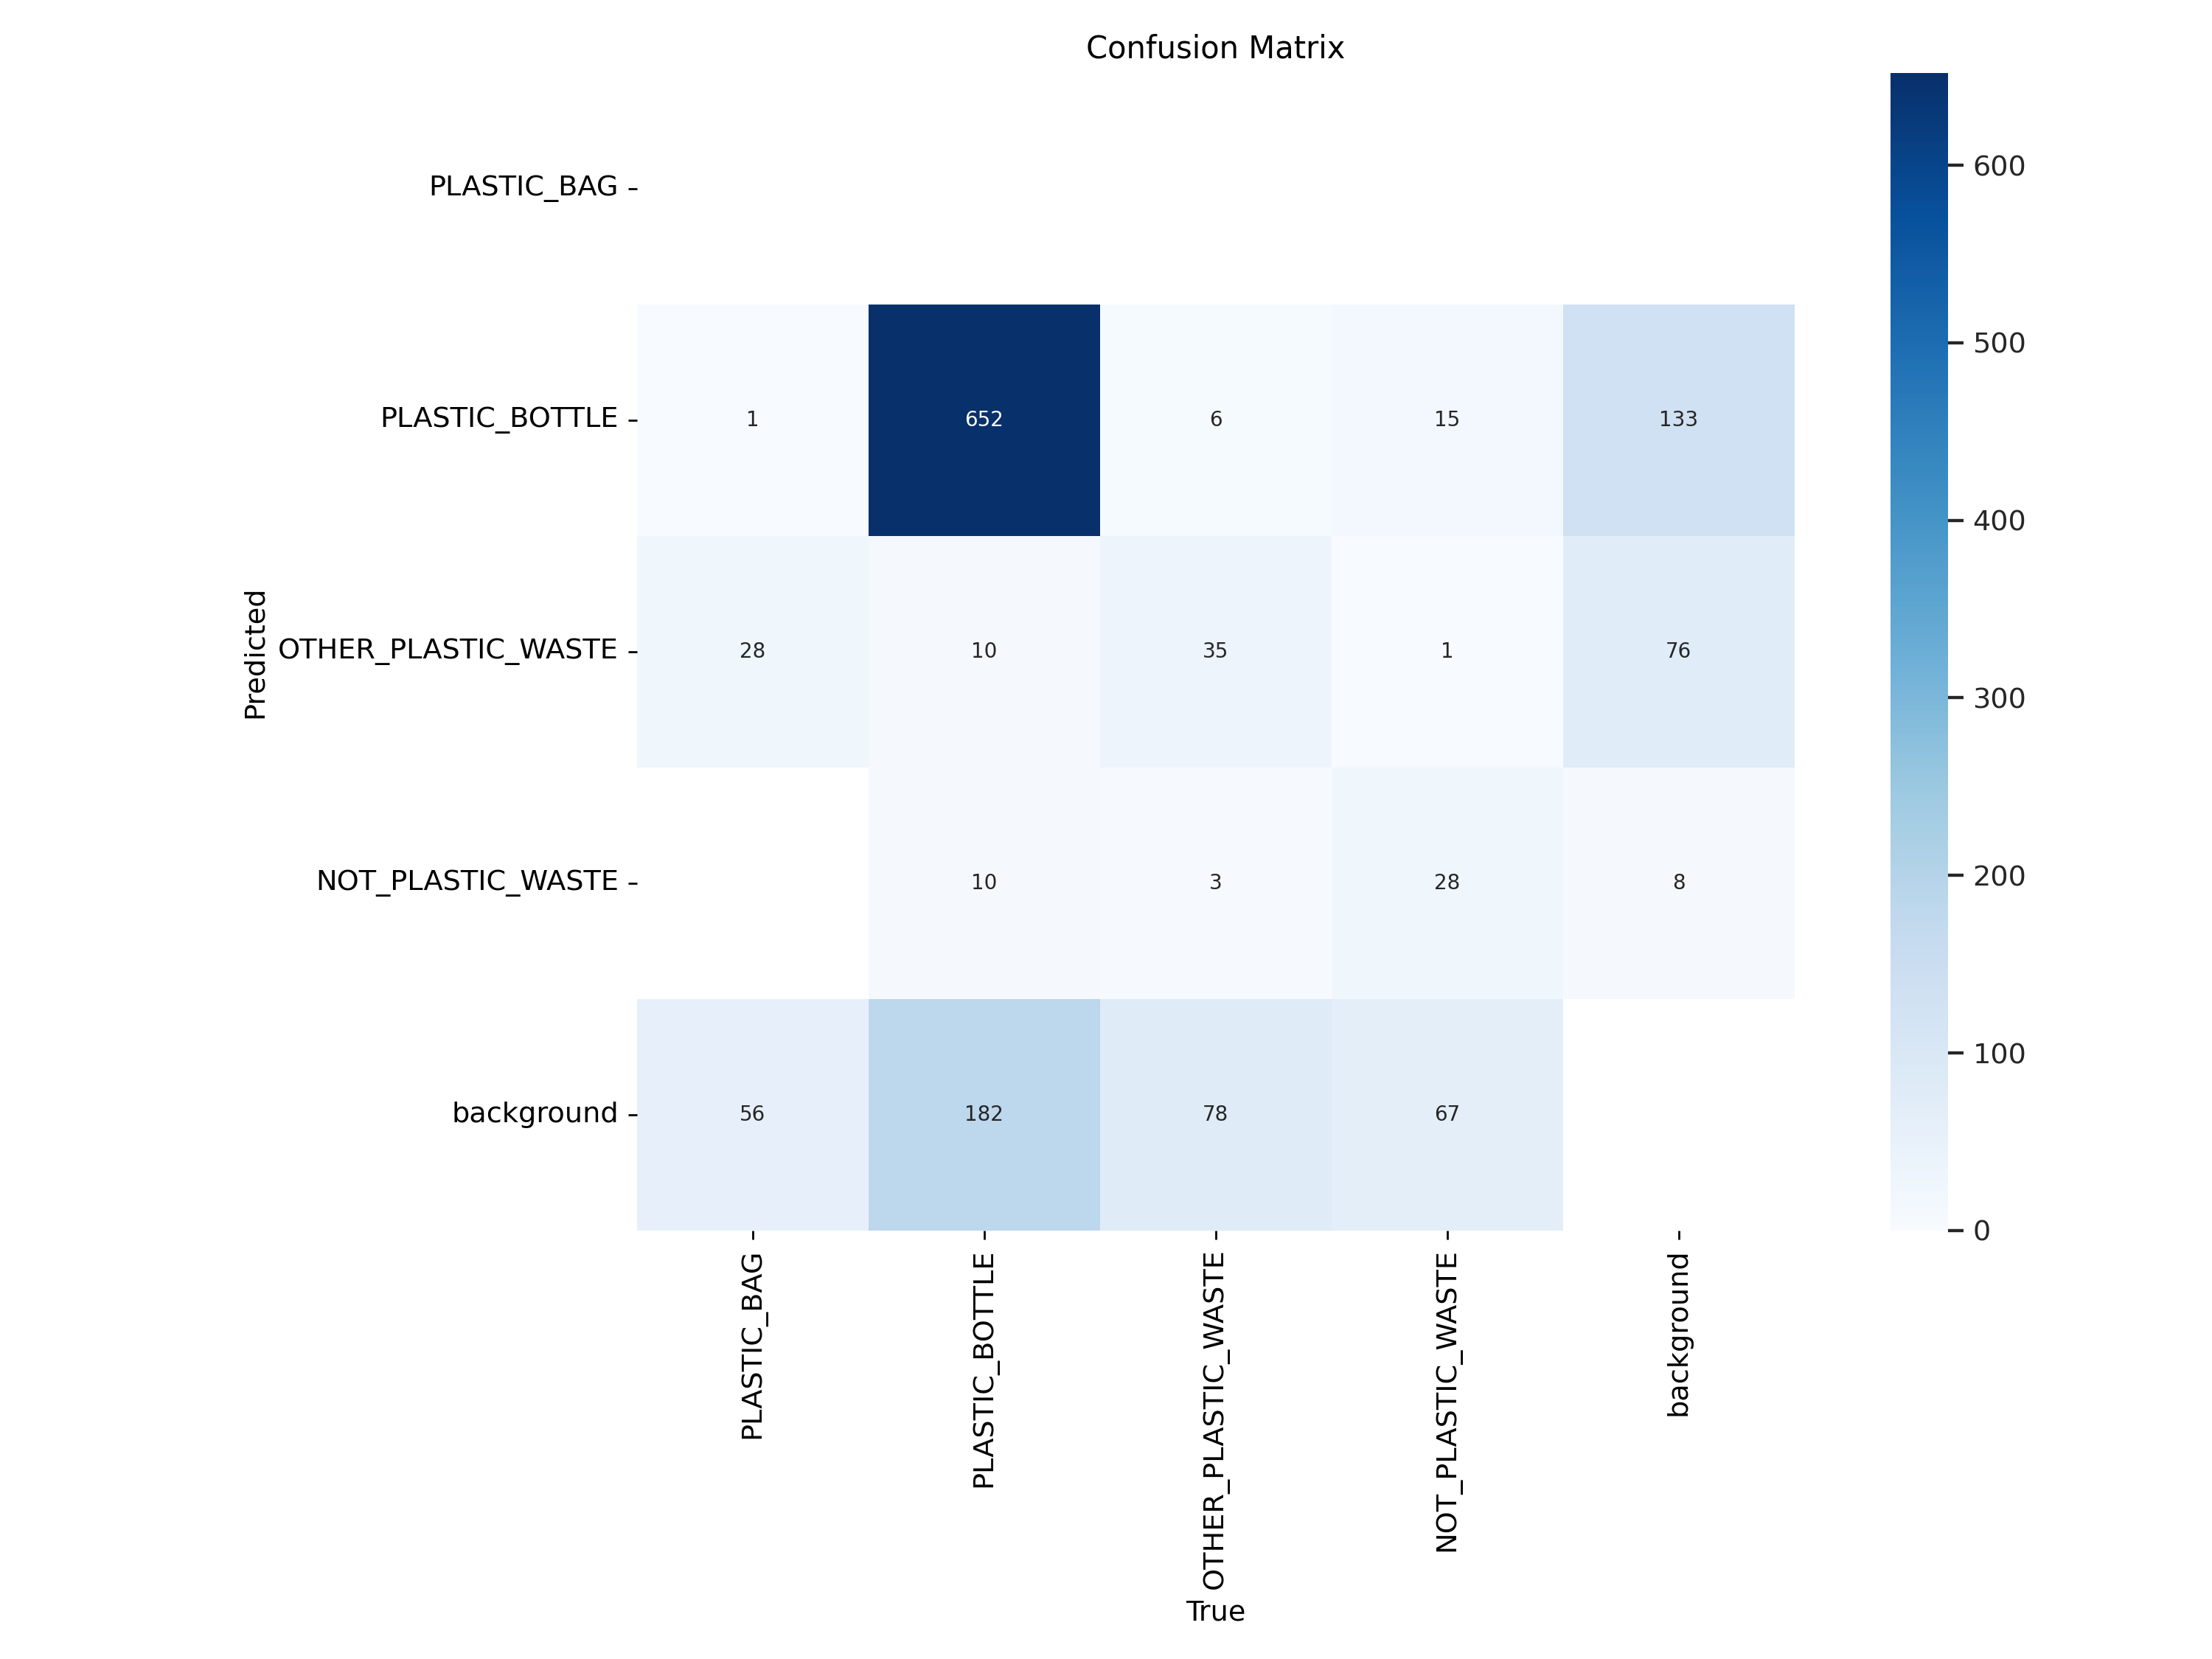 Confusion Matrix
PLASTIC_BAG
PLASTIC_BOTTLE
1 652 6 15 133
OTHER_PLASTIC_WASTE
28 10 35 1 76
NOT_PLASTIC_WASTE
10 3 28 8
background
56 182 78 67
Predicted
PLASTIC_BAG
PLASTIC_BOTTLE
OTHER_PLASTIC_WASTE
NOT_PLASTIC_WASTE
background
True
600
500
400
300
200
100
0